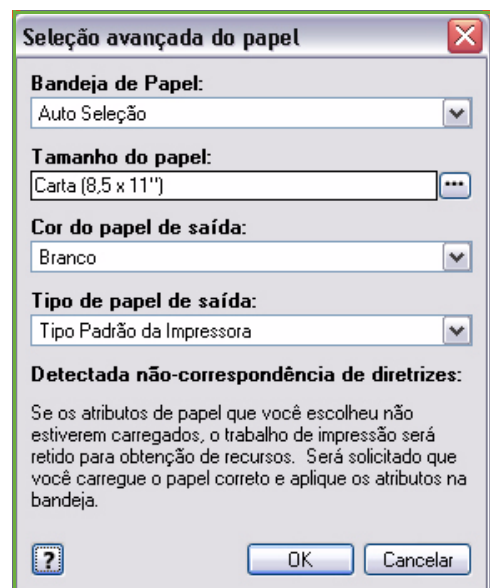 Seleção avançada do papel
Bandeja de Papel:
Auto Seleção
Tamanho do papel:
Carta (8,5 x 11")
...
Cor do papel de saída:
Branco
Tipo de papel de saída:
Tipo Padrão da Impressora
Detectada não-correspondência de diretrizes:
Se os atributos de papel que você escolheu não
estiverem carregados, o trabalho de impressão será
retido para obtenção de recursos.  Será solicitado que
você carregue o papel correto e aplique os atributos na
bandeja.
?
OK
Cancelar